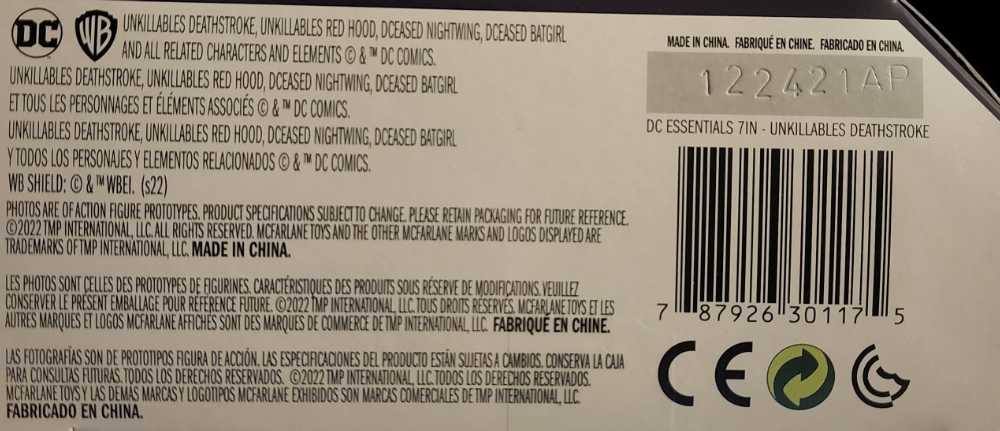 DC WB UNKILLABLES DEATHSTROKE, UNKILLABLES RED HOOD, DCEASED NIGHTWING, DCEASED BATGIRL
AND ALL RELATED CHARACTERS AND ELEMENTS © & ™ DC COMICS.
UNKILLABLES DEATHSTROKE, UNKILLABLES RED HOOD, DCEASED NIGHTWING, DCEASED BATGIRL
ET TOUS LES PERSONNAGES ET ÉLÉMENTS ASSOCIÉS © & ™ DC COMICS.
UNKILLABLES DEATHSTROKE, UNKILLABLES RED HOOD, DCEASED NIGHTWING, DCEASED BATGIRL
Y TODOS LOS PERSONAJES Y ELEMENTOS RELACIONADOS © & ™ DC COMICS.
WB SHIELD: © & ™ WBEI. (s22)
PHOTOS ARE OF ACTION FIGURE PROTOTYPES. PRODUCT SPECIFICATIONS SUBJECT TO CHANGE. PLEASE RETAIN PACKAGING FOR FUTURE REFERENCE.
©2022 TMP INTERNATIONAL, LLC. ALL RIGHTS RESERVED. MCFARLANE TOYS AND THE OTHER MCFARLANE MARKS AND LOGOS DISPLAYED ARE
TRADEMARKS OF TMP INTERNATIONAL, LLC. MADE IN CHINA.
LES PHOTOS SONT CELLES DES PROTOTYPES DE FIGURINES. CARACTÉRISTIQUES DES PRODUITS SOUS RÉSERVE DE MODIFICATIONS. VEUILLEZ
CONSERVER LE PRÉSENT EMBALLAGE POUR RÉFÉRENCE FUTURE. ©2022 TMP INTERNATIONAL, LLC. TOUS DROITS RÉSERVÉS. MCFARLANE TOYS ET LES
AUTRES MARQUES ET LOGOS MCFARLANE AFFICHÉS SONT DES MARQUES DE COMMERCE DE TMP INTERNATIONAL, LLC. FABRIQUÉ EN CHINE.
LAS FOTOGRAFÍAS SON DE PROTOTIPOS FIGURA DE ACCIÓN. LAS ESPECIFICACIONES DEL PRODUCTO ESTÁN SUJETAS A CAMBIOS. CONSERVA LA CAJA
PARA CONSULTAS FUTURAS. TODOS LOS DERECHOS RESERVADOS. ©2022 TMP INTERNATIONAL, LLC. TODOS LOS DERECHOS RESERVADOS.
MCFARLANE TOYS Y LAS DEMÁS MARCAS Y LOGOTIPOS MCFARLANE EXHIBIDOS SON MARCAS COMERCIALES DE TMP INTERNATIONAL, LLC.
FABRICADO EN CHINA.
MADE IN CHINA. FABRIQUÉ EN CHINE. FABRICADO EN CHINA.
122421AP
DC ESSENTIALS 7IN - UNKILLABLES DEATHSTROKE
7 87926 30117 5
CE